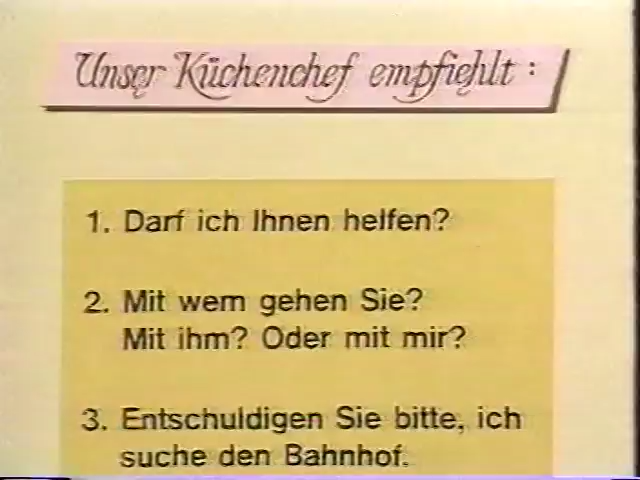 Unser Küchenchef empfiehlt :
1. Darf ich Ihnen helfen?
2. Mit wem gehen Sie?
Mit ihm? Oder mit mir?
3. Entschuldigen Sie bitte, ich
suche den Bahnhof.